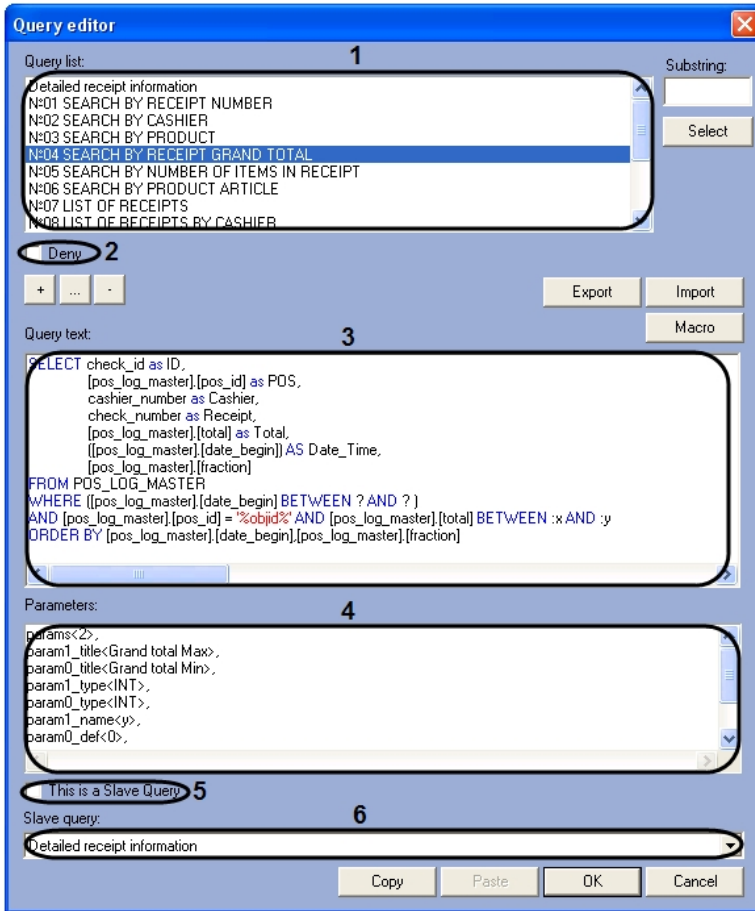 Query editor
1
Query list:
Substring:
Detailed receipt information
№01 SEARCH BY RECEIPT NUMBER
№02 SEARCH BY CASHIER
№03 SEARCH BY PRODUCT
№04 SEARCH BY RECEIPT GRAND TOTAL
№05 SEARCH BY NUMBER OF ITEMS IN RECEIPT
№06 SEARCH BY PRODUCT ARTICLE
№07 LIST OF RECEIPTS
№08 LIST OF RECEIPTS BY CASHIER
Select
Deny 2
+ ... -
Export Import
Macro
Query text:
3
SELECT check_id as ID,
[pos_log_master].[pos_id] as POS,
cashier_number as Cashier,
check_number as Receipt,
[pos_log_master].[total] as Total,
([pos_log_master].[date_begin]) AS Date_Time,
[pos_log_master].[fraction]
FROM POS_LOG_MASTER
WHERE ([pos_log_master].[date_begin] BETWEEN ? AND ? )
AND [pos_log_master].[pos_id] = '%objid%' AND [pos_log_master].[total] BETWEEN :x AND :y
ORDER BY [pos_log_master].[date_begin],[pos_log_master].[fraction]
Parameters:
4
params<2>,
param1_title<Grand total Max>,
param0_title<Grand total Min>,
param1_type<INT>,
param0_type<INT>,
param1_name<y>,
param0_def<0>,
This is a Slave Query 5
Slave query:
6
Detailed receipt information
Copy Paste OK Cancel